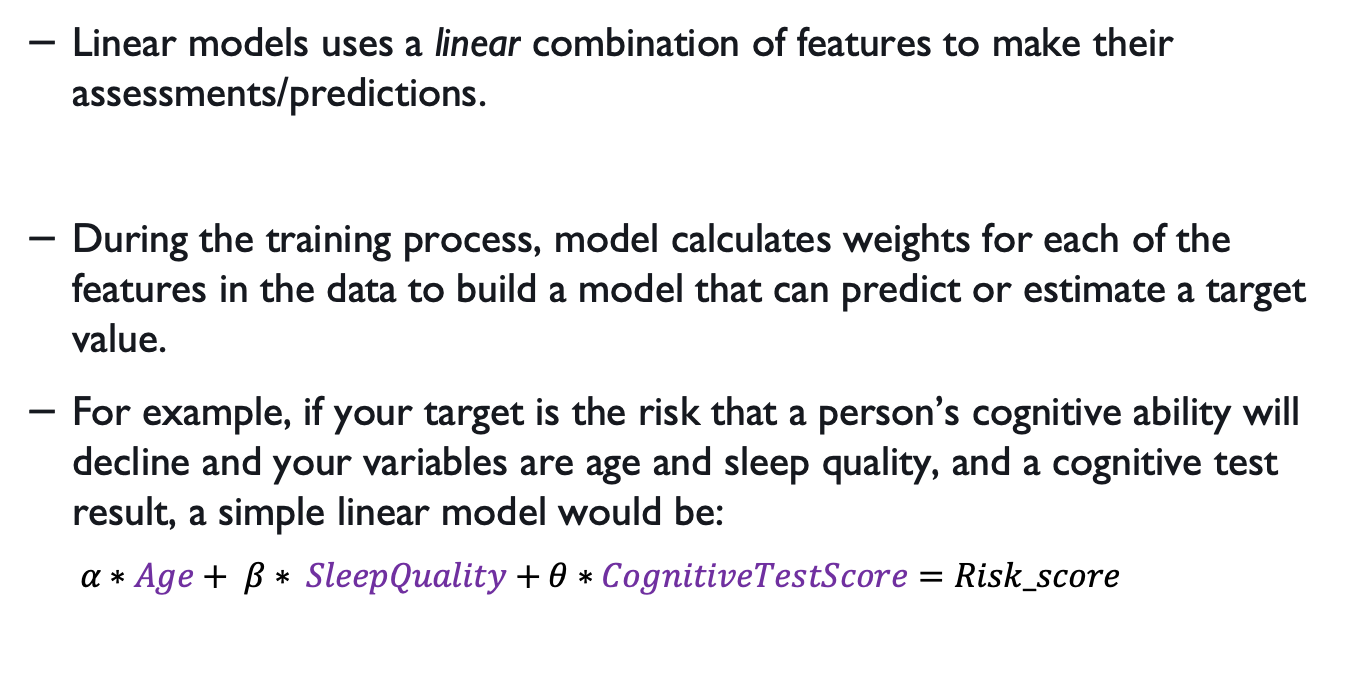 – Linear models uses a linear combination of features to make their
assessments/predictions.
– During the training process, model calculates weights for each of the
features in the data to build a model that can predict or estimate a target
value.
– For example, if your target is the risk that a person’s cognitive ability will
decline and your variables are age and sleep quality, and a cognitive test
result, a simple linear model would be:
α ∗ Age + β ∗ SleepQuality + θ ∗ CognitiveTestScore = Risk_score